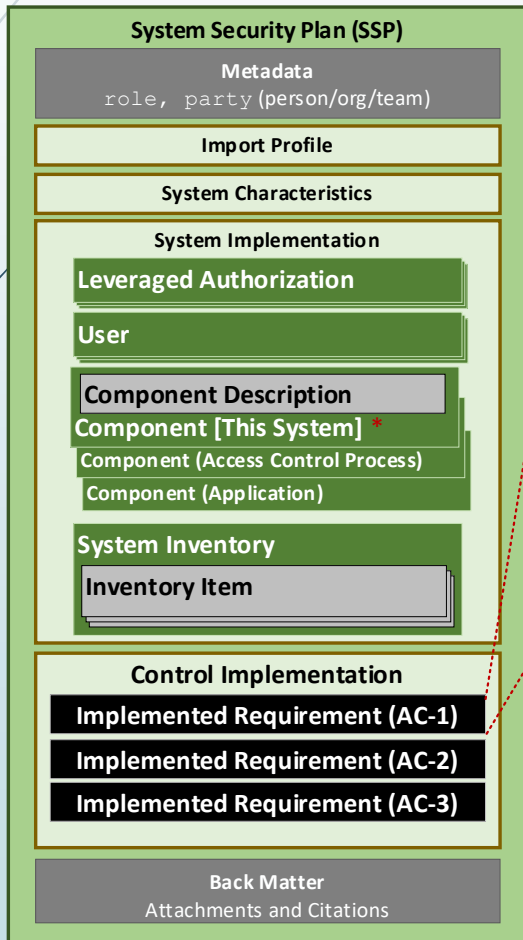 System Security Plan (SSP)
Metadata
role, party (person/org/team)
Import Profile
System Characteristics
System Implementation
Leveraged Authorization
User
Component Description
Component [This System] *
Component (Access Control Process)
Component (Application)
System Inventory
Inventory Item
Control Implementation
Implemented Requirement (AC-1)
Implemented Requirement (AC-2)
Implemented Requirement (AC-3)
Back Matter
Attachments and Citations